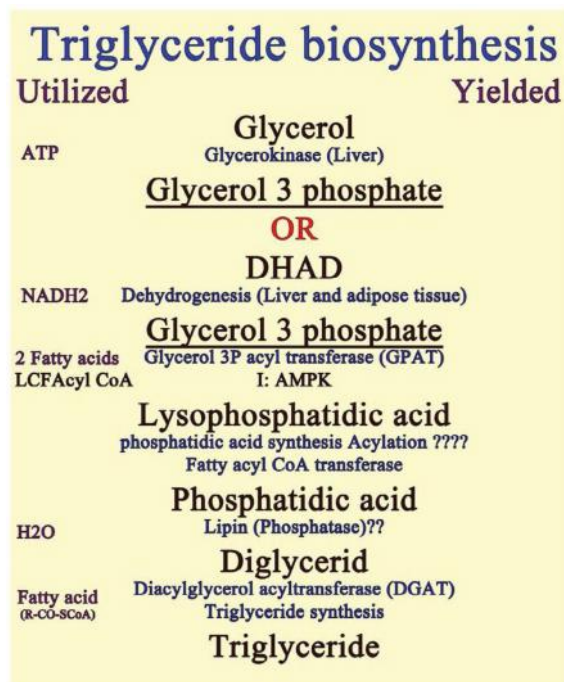 Triglyceride biosynthesis
Utilized Yielded
Glycerol
ATP Glycerokinase (Liver)
Glycerol 3 phosphate
OR
DHAD
NADH2 Dehydrogenesis (Liver and adipose tissue)
Glycerol 3 phosphate
2 Fatty acids Glycerol 3P acyl transferase (GPAT)
LCFAcyl CoA I: AMPK
Lysophosphatidic acid
phosphatidic acid synthesis Acylation ????
Fatty acyl CoA transferase
Phosphatidic acid
H2O Lipin (Phosphatase)??
Diglycerid
Fatty acid Diacylglycerol acyltransferase (DGAT)
(R-CO-SCoA) Triglyceride synthesis
Triglyceride